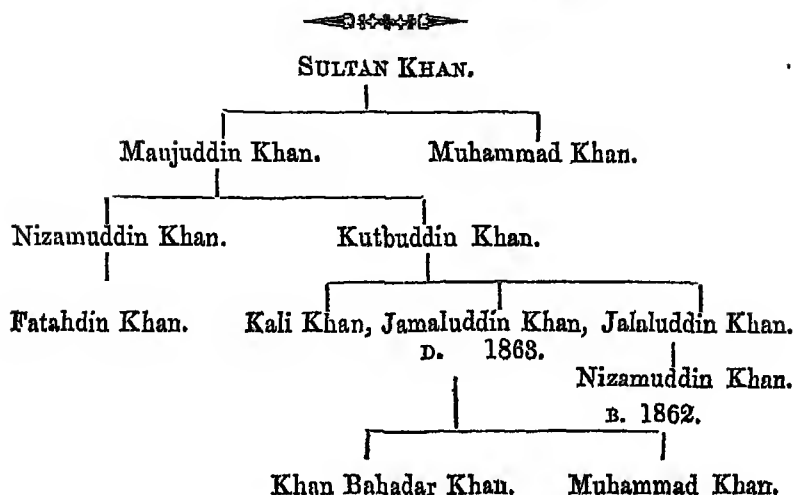 SULTAN KHAN.
Maujuddin Khan. Muhammad Khan.
Nizamuddin Khan. Kutbuddin Khan.
Fatahdin Khan. Kali Khan, Jamaluddin Khan, Jalaluddin Khan.
D. 1863.
Nizamuddin Khan.
B. 1862.
Khan Bahadar Khan. Muhammad Khan.